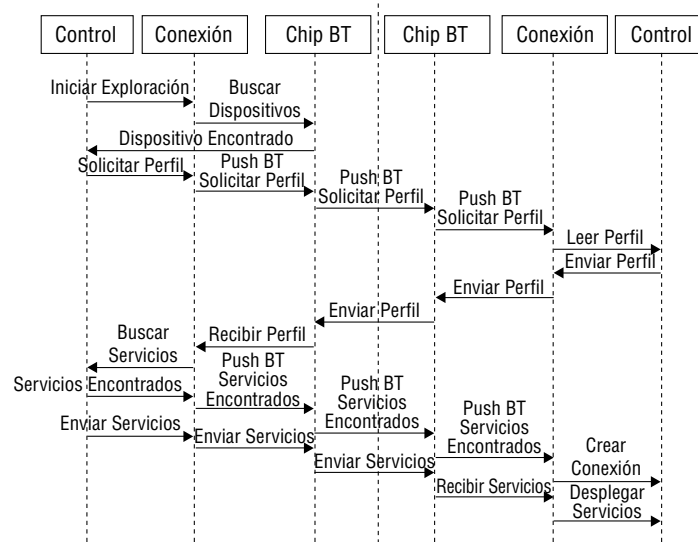 Control
Conexión
Chip BT
Chip BT
Conexión
Control
Iniciar Exploración
Buscar
Dispositivos
Dispositivo Encontrado
Solicitar Perfil
Push BT
Solicitar Perfil
Push BT
Solicitar Perfil
Push BT
Solicitar Perfil
Leer Perfil
Enviar Perfil
Enviar Perfil
Enviar Perfil
Recibir Perfil
Buscar
Servicios
Servicios Encontrados
Push BT
Servicios
Encontrados
Push BT
Servicios
Encontrados
Push BT
Servicios
Encontrados
Enviar Servicios
Enviar Servicios
Enviar Servicios
Recibir Servicios
Crear
Conexión
Desplegar
Servicios